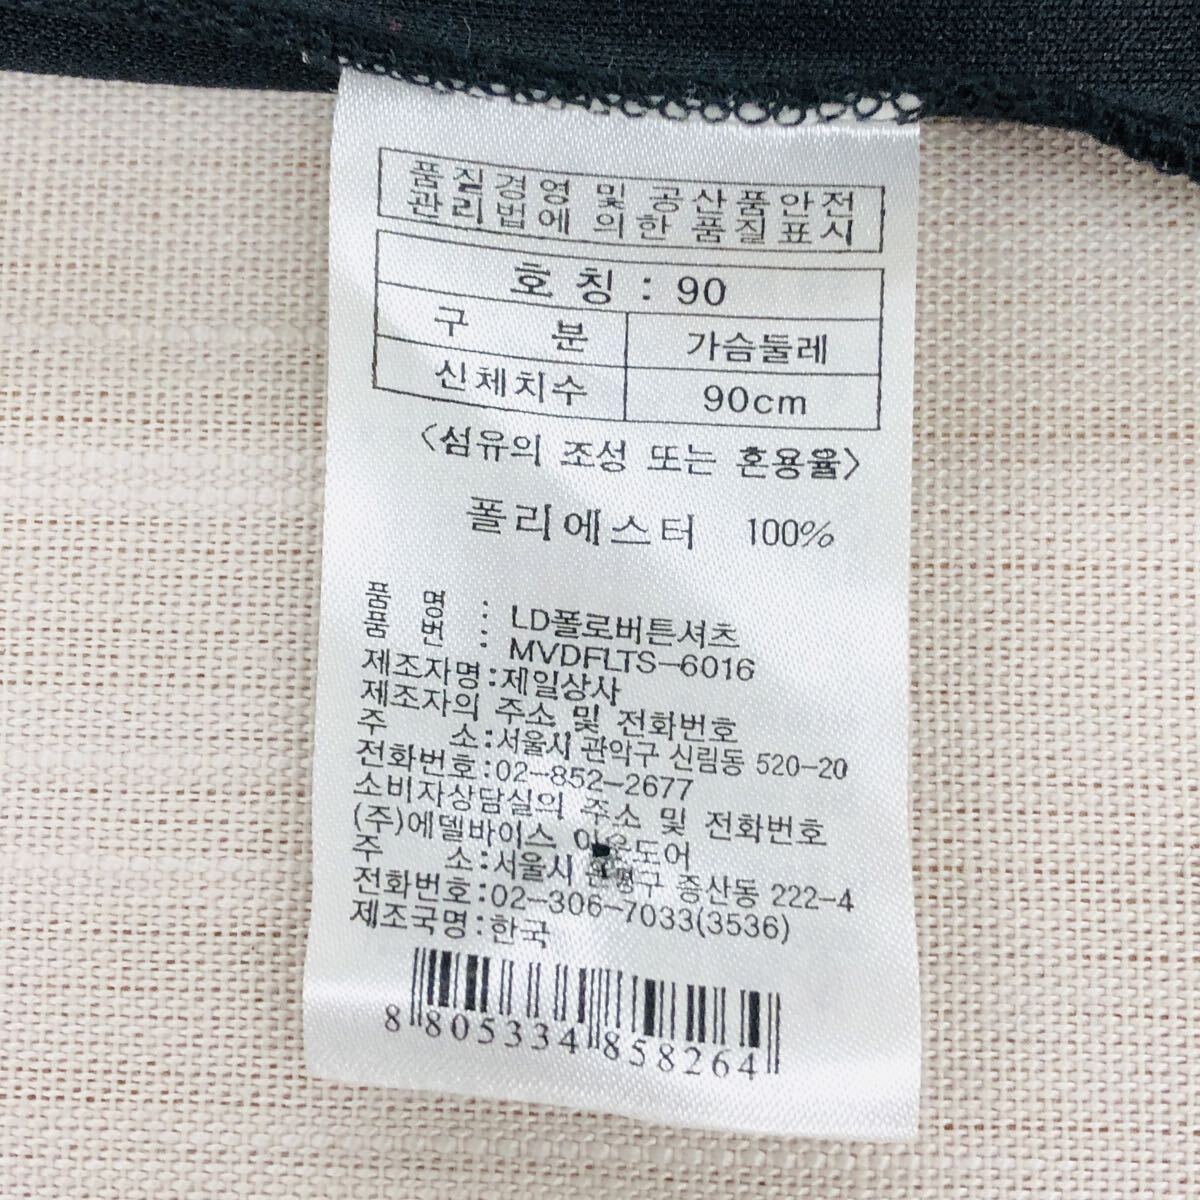 품질경영 및 공산품안전
관리법에 의한 품질표시
호 칭 : 90
구 분 가슴둘레
신체치수 90cm
<섬유의 조성 또는 혼용율>
폴리에스터 100%
품 명 : LD폴로버튼셔츠
품 번 : MVDFLTS-6016
제조자명:제일상사
제조자의 주소 및 전화번호
주 소:서울시 관악구 신림동 520-20
전화번호:02-852-2677
소비자상담실의 주소 및 전화번호
(주)에델바이스 아웃도어
주 소:서울시 은평구 증산동 222-4
전화번호:02-306-7033(3536)
제조국명:한국
8 805334 858264